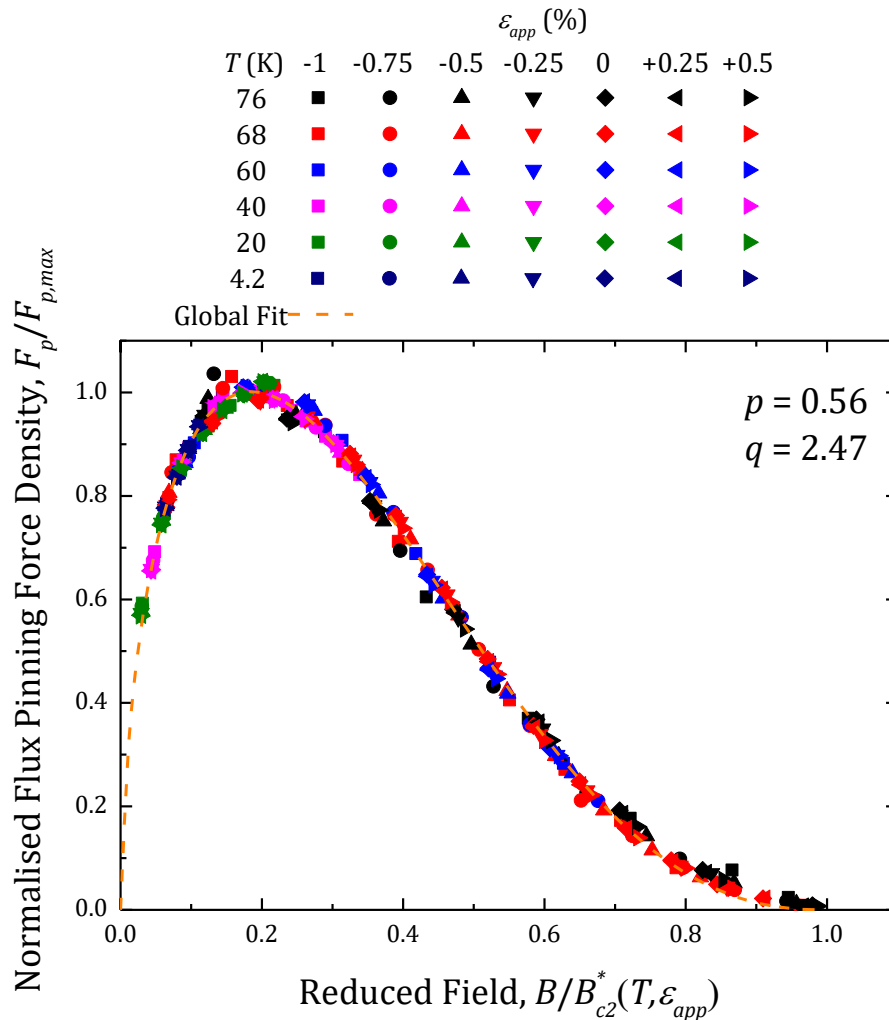 ε_app (%)
T (K) -1 -0.75 -0.5 -0.25 0 +0.25 +0.5
76
68
60
40
20
4.2
Global Fit
Normalised Flux Pinning Force Density, F_p/F_p,max
1.0
0.8
0.6
0.4
0.2
0.0
p = 0.56
q = 2.47
0.0 0.2 0.4 0.6 0.8 1.0
Reduced Field, B/B*_c2(T,ε_app)